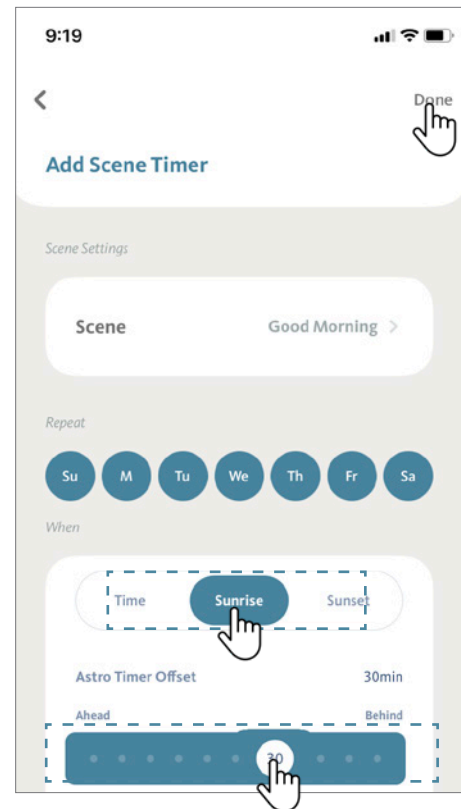 9:19
Done
Add Scene Timer
Scene Settings
Scene Good Morning
Repeat
Su M Tu We Th Fr Sa
When
Time Sunrise Sunset
Astro Timer Offset 30min
Ahead Behind
30